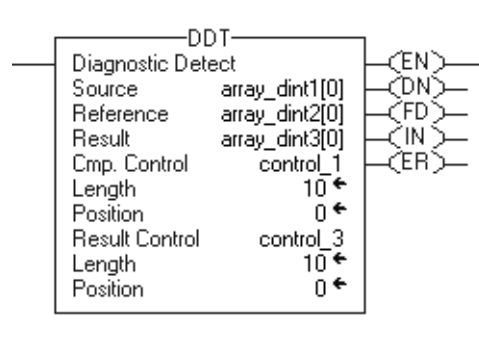 DDT
Diagnostic Detect
Source array_dint1[0]
Reference array_dint2[0]
Result array_dint3[0]
Cmp. Control control_1
Length 10
Position 0
Result Control control_3
Length 10
Position 0
EN
DN
FD
IN
ER